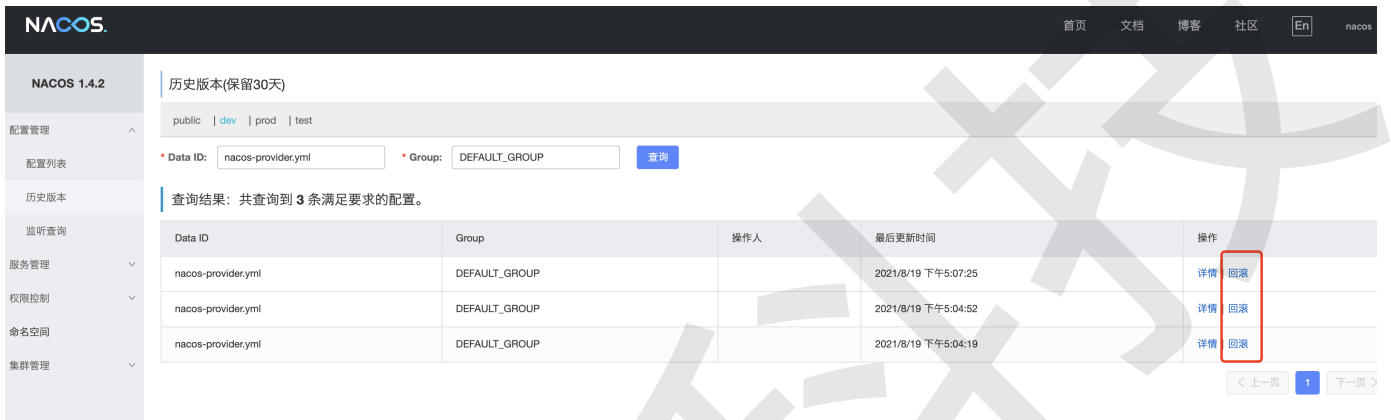 NACOS.
首页 文档 博客 社区 En nacos
NACOS 1.4.2
历史版本(保留30天)
public | dev | prod | test
配置管理
* Data ID: nacos-provider.yml * Group: DEFAULT_GROUP 查询
配置列表
历史版本
查询结果：共查询到 3 条满足要求的配置。
监听查询
Data ID Group 操作人 最后更新时间 操作
服务管理
nacos-provider.yml DEFAULT_GROUP 2021/8/19 下午5:07:25 详情 | 回滚
权限控制
nacos-provider.yml DEFAULT_GROUP 2021/8/19 下午5:04:52 详情 | 回滚
命名空间
nacos-provider.yml DEFAULT_GROUP 2021/8/19 下午5:04:19 详情 | 回滚
集群管理
< 上一页 1 下一页 >